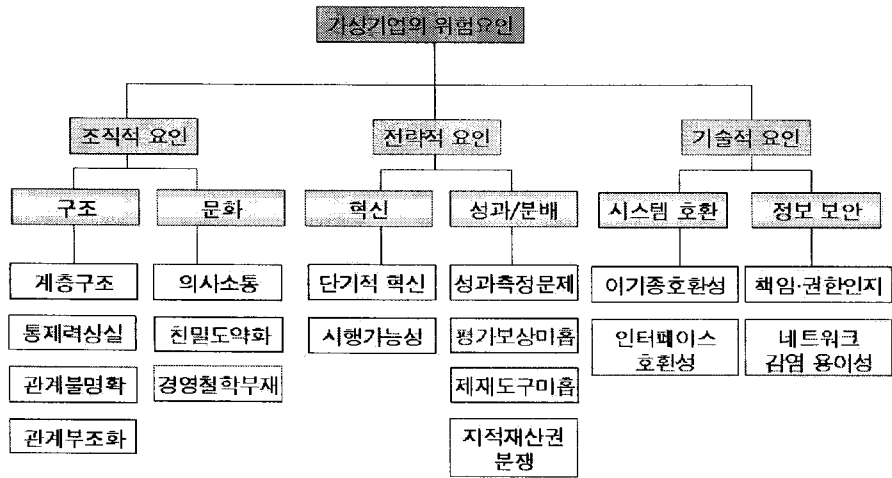 가상기업의 위험요인
조직적 요인
전략적 요인
기술적 요인
구조
문화
혁신
성과/분배
시스템 호환
정보 보안
계층구조
의사소통
단기적 혁신
성과측정문제
이기종호환성
책임·권한인지
통제력상실
친밀도약화
시행가능성
평가보상미흡
인터페이스
호환성
네트워크
감염 용이성
관계불명확
경영철학부재
제재도구미흡
관계부조화
지적재산권
분쟁